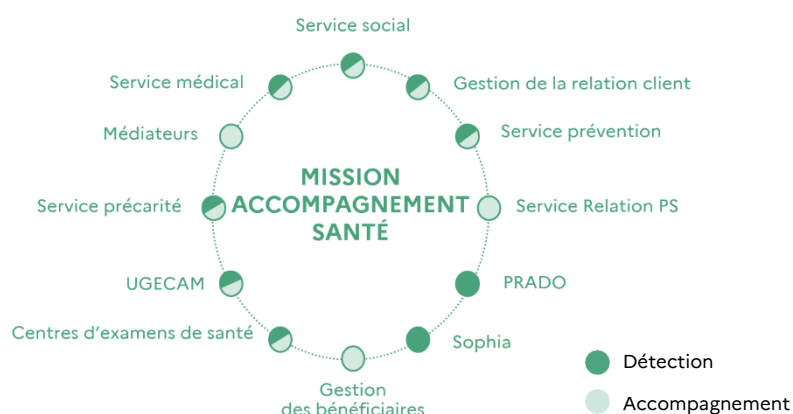 Service social
Service médical
Gestion de la relation client
Médiateurs
Service prévention
MISSION
ACCOMPAGNEMENT
SANTÉ
Service précarité
Service Relation PS
UGECAM
PRADO
Centres d'examens de santé
Sophia
Gestion
des bénéficiaires
Détection
Accompagnement